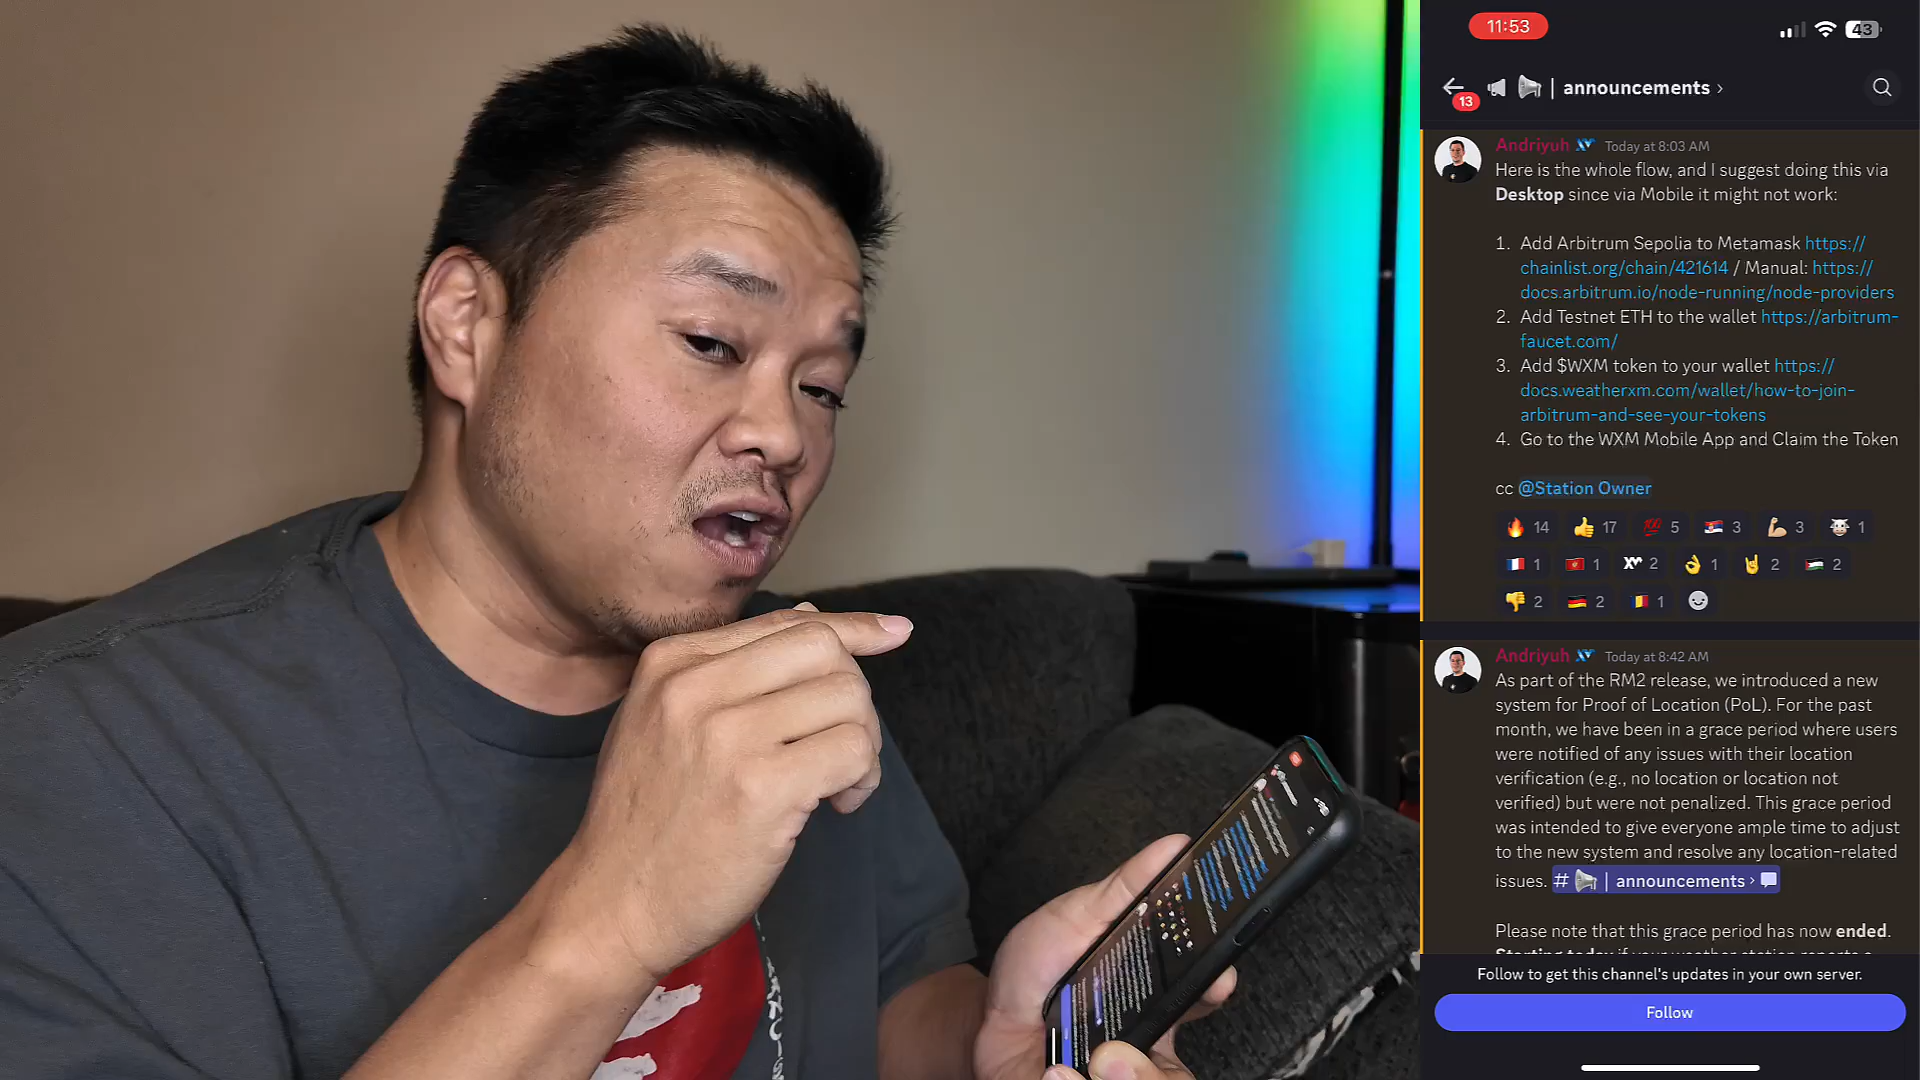 11:53
43
13
| announcements ›
Andriyuh Today at 8:03 AM
Here is the whole flow, and I suggest doing this via
Desktop since via Mobile it might not work:
1. Add Arbitrum Sepolia to Metamask https://
chainlist.org/chain/421614 / Manual: https://
docs.arbitrum.io/node-running/node-providers
2. Add Testnet ETH to the wallet https://arbitrum-
faucet.com/
3. Add $WXM token to your wallet https://
docs.weatherxm.com/wallet/how-to-join-
arbitrum-and-see-your-tokens
4. Go to the WXM Mobile App and Claim the Token
cc @Station Owner
14 17 100 5 3 3 1
1 1 2 1 2 2
2 2 1
Andriyuh Today at 8:42 AM
As part of the RM2 release, we introduced a new
system for Proof of Location (PoL). For the past
month, we have been in a grace period where users
were notified of any issues with their location
verification (e.g., no location or location not
verified) but were not penalized. This grace period
was intended to give everyone ample time to adjust
to the new system and resolve any location-related
issues. # | announcements ›
Please note that this grace period has now ended.
Follow to get this channel's updates in your own server.
Follow